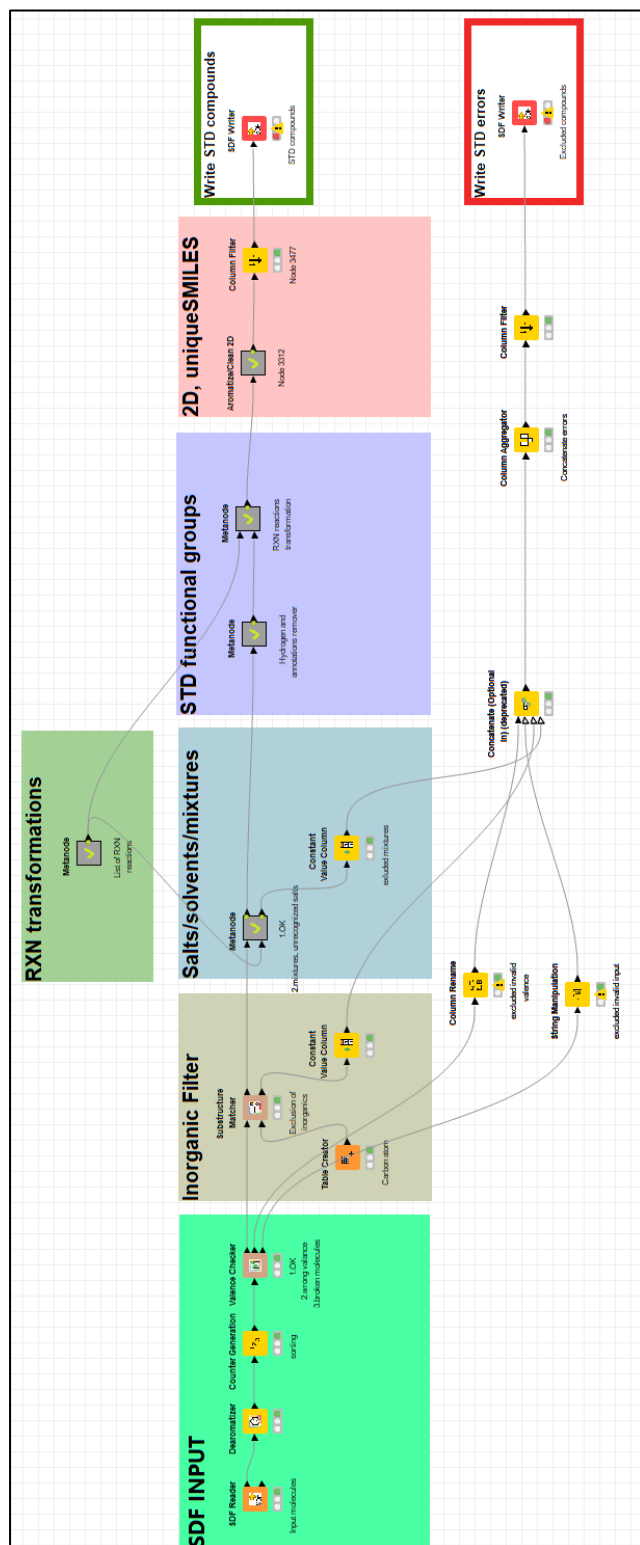 SDF INPUT
SDF Reader
Input molecules
Dearomatizer
Counter Generation
sorting
Valence Checker
1.OK
2.wrong valance
3.broken molecules
Inorganic Filter
Substructure
Matcher
Exclusion of
inorganics
Table Creator
Carbon atom
Constant
Value Column
Salts/solvents/mixtures
Metanode
1.OK
2.mixtures, unrecognized salts
Constant
Value Column
exluded mixtures
RXN transformations
Metanode
List of RXN
reactions
STD functional groups
Metanode
Hydrogen and
annotations remover
Metanode
RXN reactions
transformation
2D, uniqueSMILES
Aromatize/Clean 2D
Node 3312
Column Filter
Node 3477
Write STD compounds
SDF Writer
STD compounds
Column Rename
excluded invalid
valence
String Manipulation
excluded invalid input
Concatenate (Optional
in) (deprecated)
Column Aggregator
Concatenate errors
Column Filter
Write STD errors
SDF Writer
Excluded compounds